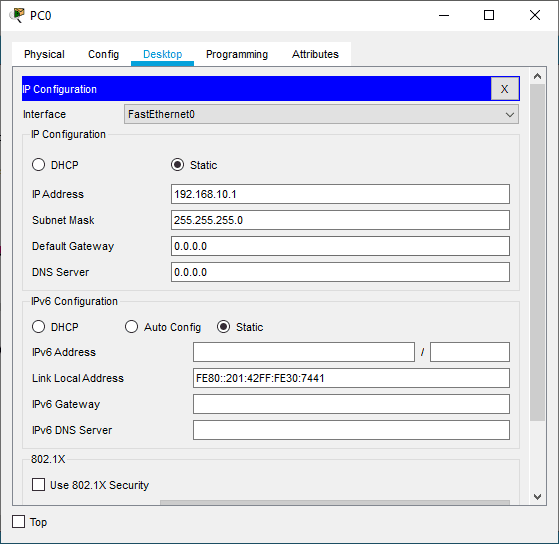 PC0
Physical Config Desktop Programming Attributes
IP Configuration X
Interface FastEthernet0
IP Configuration
DHCP Static
IP Address 192.168.10.1
Subnet Mask 255.255.255.0
Default Gateway 0.0.0.0
DNS Server 0.0.0.0
IPv6 Configuration
DHCP Auto Config Static
IPv6 Address /
Link Local Address FE80::201:42FF:FE30:7441
IPv6 Gateway
IPv6 DNS Server
802.1X
Use 802.1X Security
Top